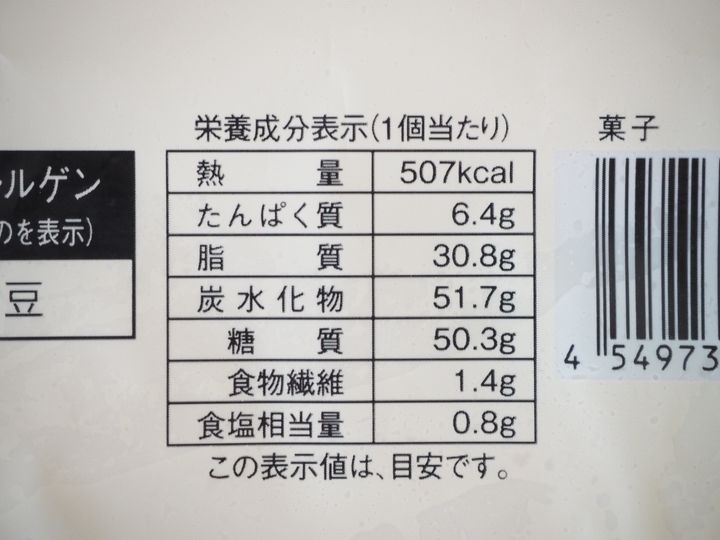 栄養成分表示(1個当たり)
熱量 507kcal
たんぱく質 6.4g
脂質 30.8g
炭水化物 51.7g
糖質 50.3g
食物繊維 1.4g
食塩相当量 0.8g
この表示値は、目安です。
ルゲン
のを表示)
豆
菓子
4 54973